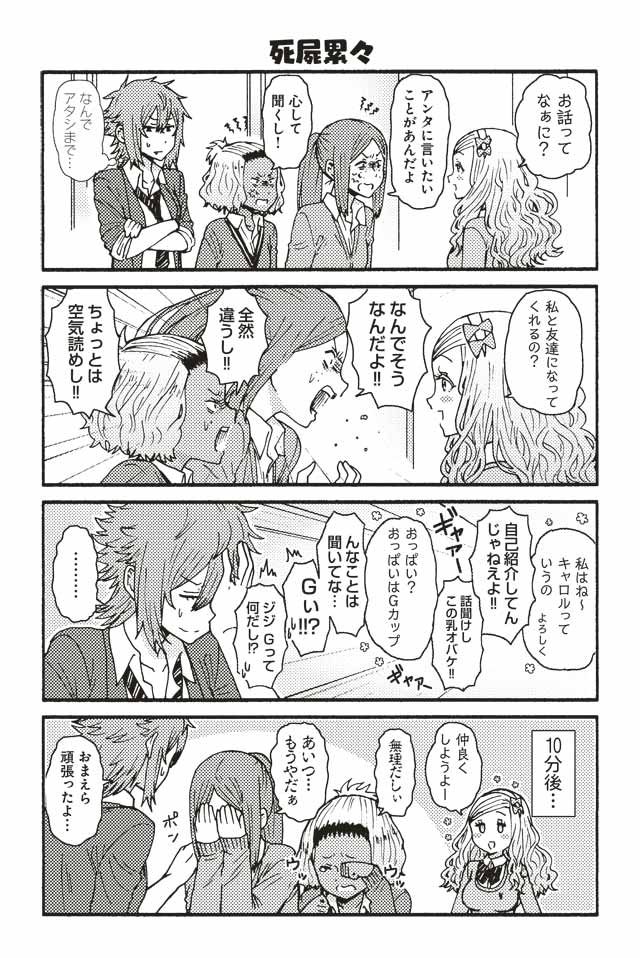 死屍累々
お話って
なぁに?
アンタに言いたい
ことがあんだよ
心して
聞くし!
なんで
アタシまで…
私と友達になって
くれるの?
なんでそう
なんだよ!!
全然
違うし!!
ちょっとは
空気読めし!!
私はね〜
キャロルって
いうの よろしく
自己紹介してん
じゃねえよ!!
ギャアー
話聞けし
この乳オバケ!!
おっぱい?
おっぱいはGカップ
んなことは
聞いてな…
Gぃ!!!?
ジジ Gって
何だし!?
ギャアー
………
10分後…
仲良く
しようよー
無理だしぃ
あいつ…
もうやだぁ
ウッ
ウッ
ポン
おまえら
頑張ったよ…